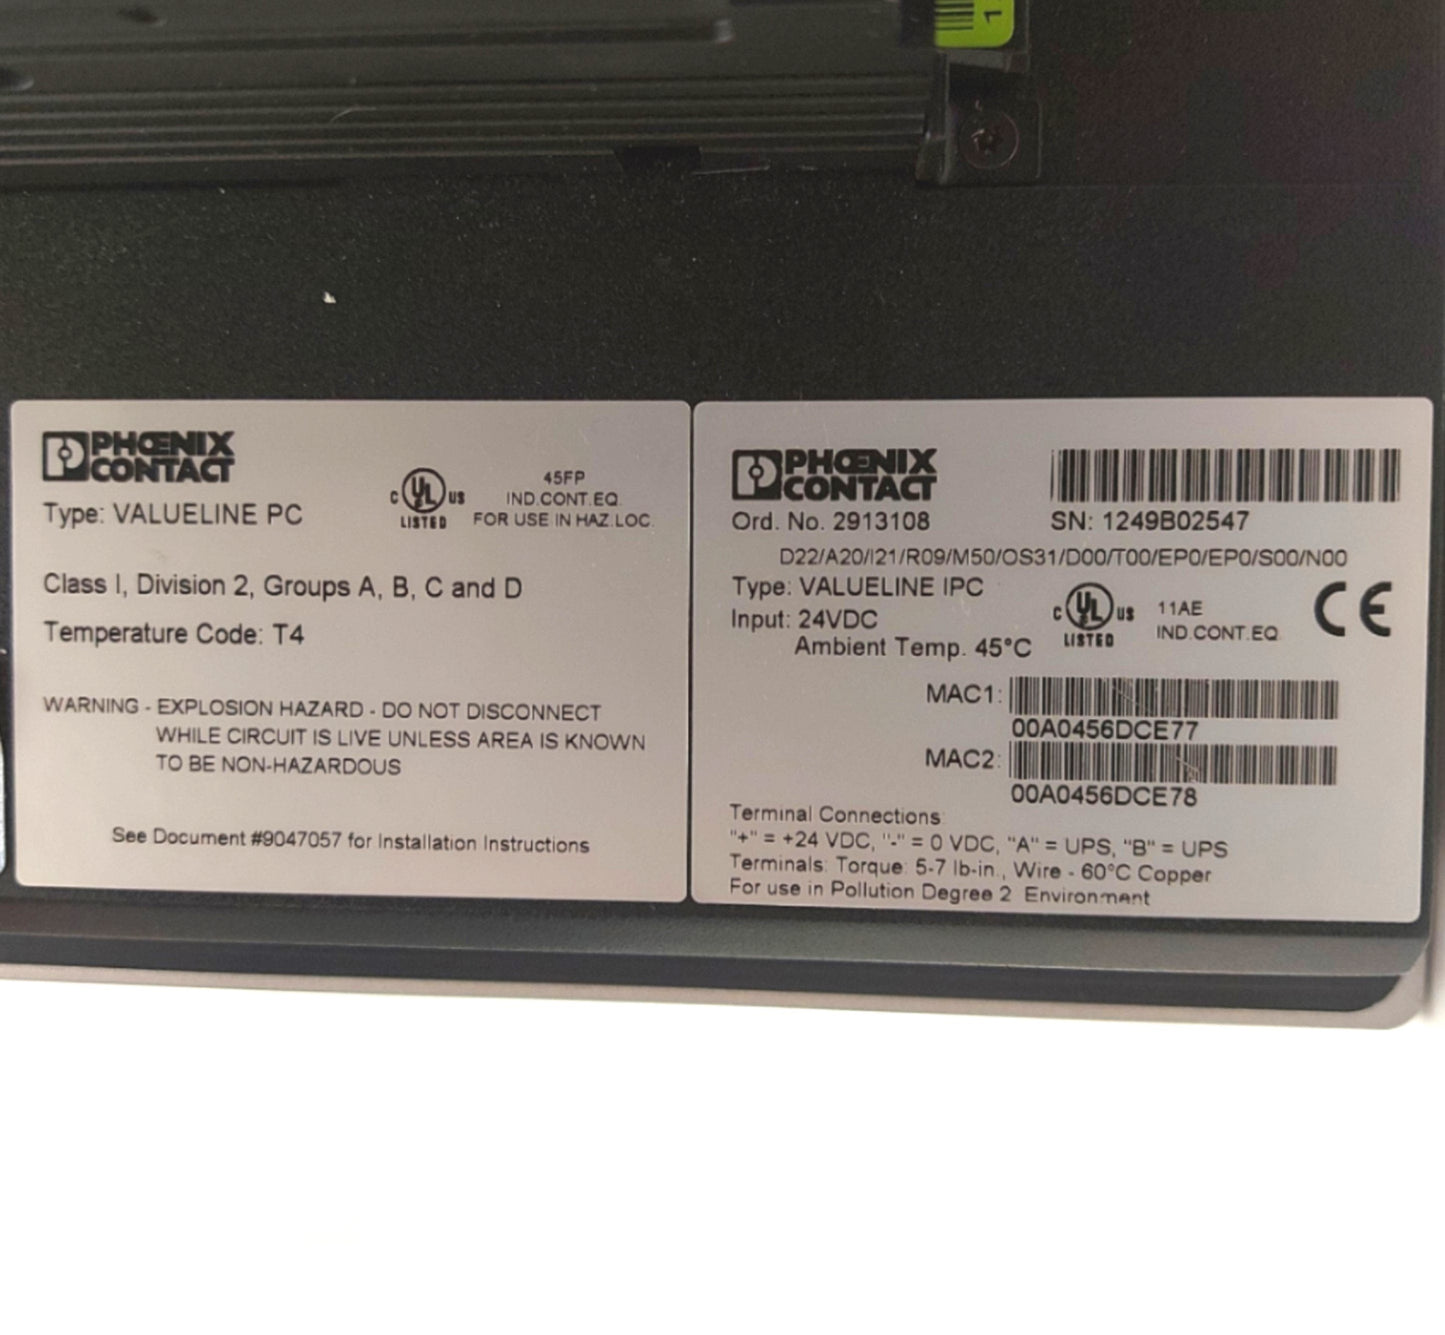 1
PHŒNIX
CONTACT
Type: VALUELINE PC
C UL US
LISTED
45FP
IND.CONT.EQ.
FOR USE IN HAZ.LOC.
Class I, Division 2, Groups A, B, C and D
Temperature Code: T4
WARNING - EXPLOSION HAZARD - DO NOT DISCONNECT
WHILE CIRCUIT IS LIVE UNLESS AREA IS KNOWN
TO BE NON-HAZARDOUS
See Document #9047057 for Installation Instructions
PHŒNIX
CONTACT
Ord. No. 2913108
SN: 1249B02547
D22/A20/I21/R09/M50/OS31/D00/T00/EP0/EP0/S00/N00
Type: VALUELINE IPC
Input: 24VDC
Ambient Temp. 45°C
C UL US
LISTED
11AE
IND.CONT.EQ.
CE
MAC1:
00A0456DCE77
MAC2:
00A0456DCE78
Terminal Connections:
"+" = +24 VDC, "-" = 0 VDC, "A" = UPS, "B" = UPS
Terminals: Torque: 5-7 lb-in., Wire - 60°C Copper
For use in Pollution Degree 2 Environment